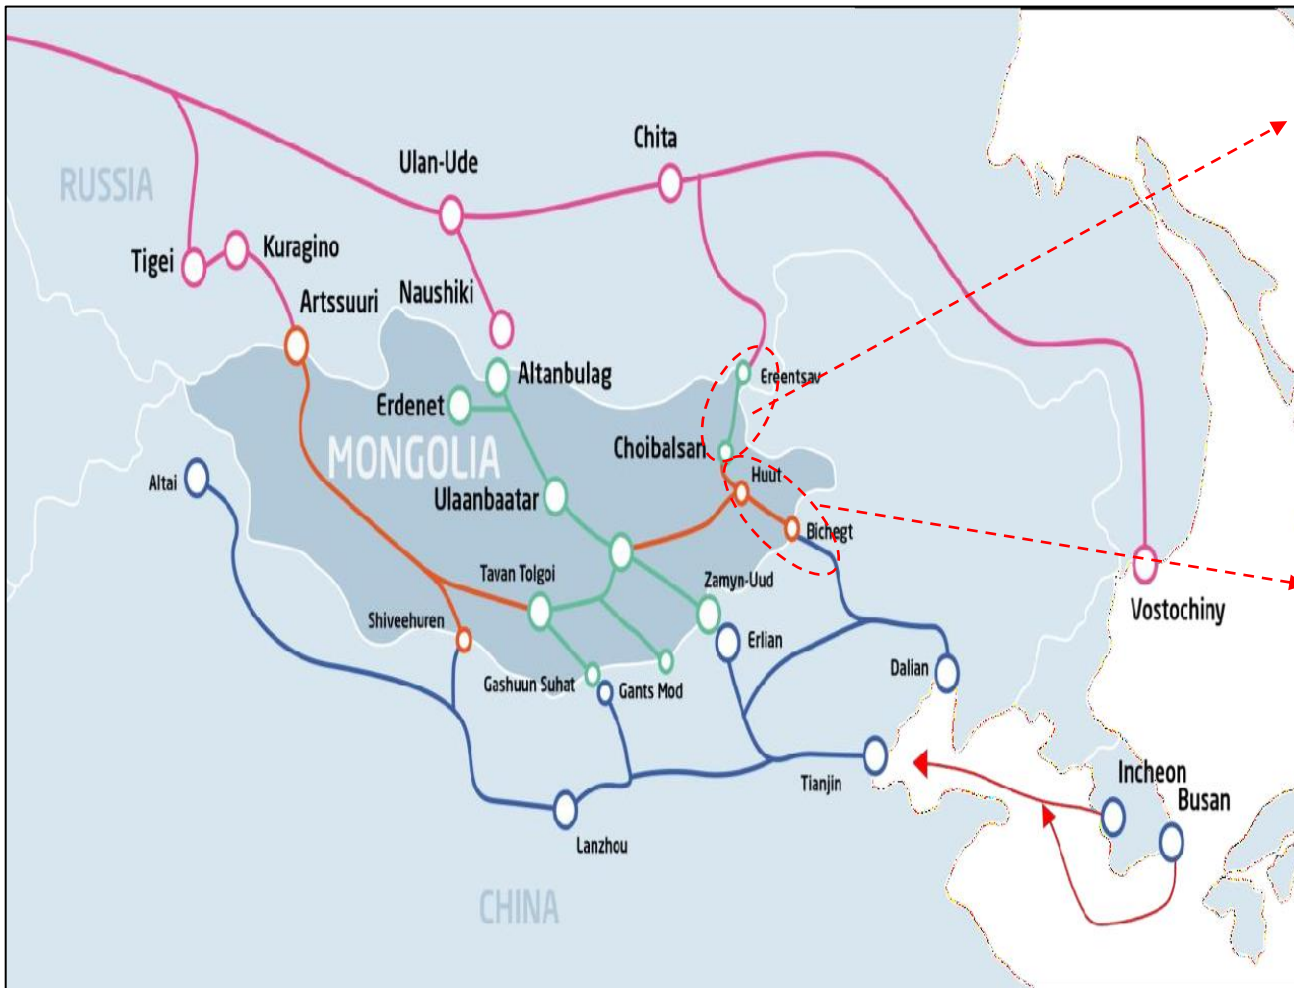 Chita
Ulan-Ude
RUSSIA
Kuragino
Tigei
Naushiki
Artssuuri
Altanbulag
Ereentsav
Erdenet
MONGOLIA
Choibalsan
Huut
Altai
Ulaanbaatar
Bichegt
Tavan Tolgoi
Zamyn-Uud
Vostochiny
Shiveehuren
Erlian
Dalian
Gashuun Suhat
Gants Mod
Incheon
Tianjin
Busan
Lanzhou
CHINA